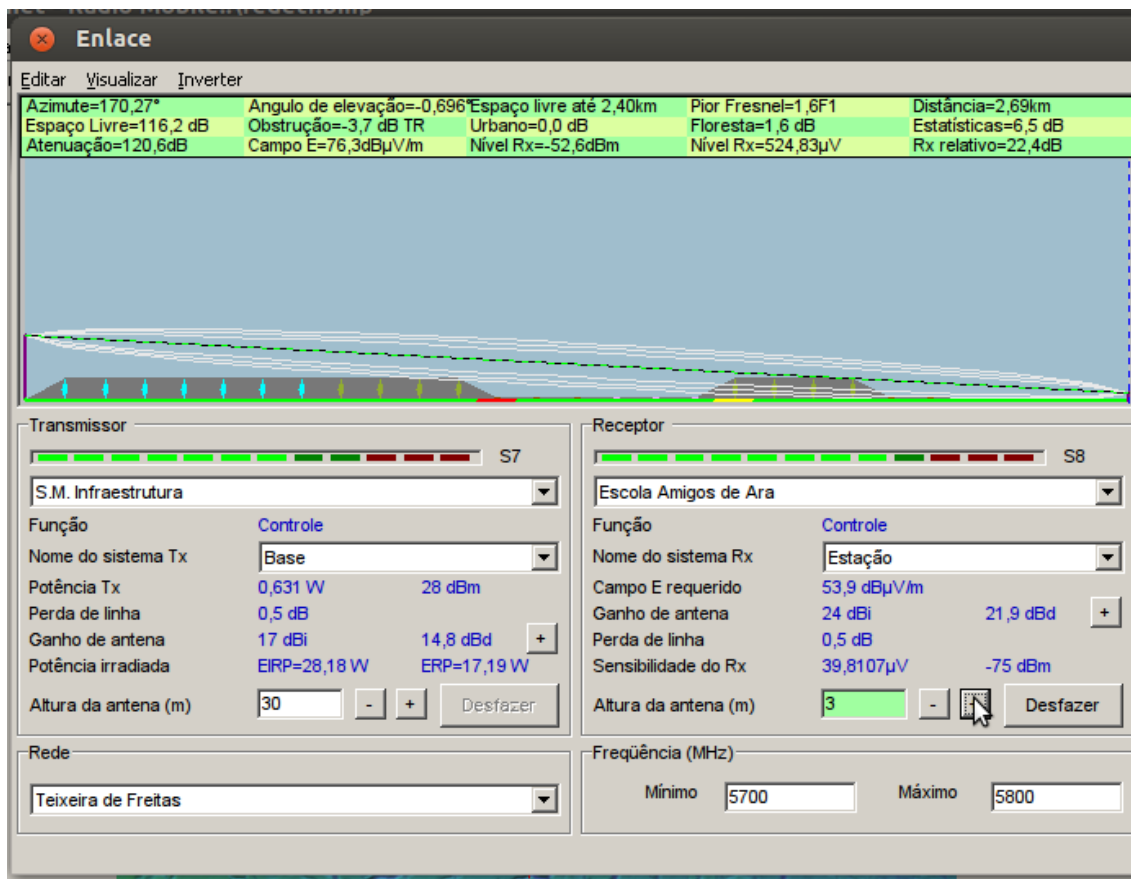 Enlace
Editar Visualizar Inverter
Azimute=170,27° Angulo de elevação=-0,696° Espaço livre até 2,40km Pior Fresnel=1,6F1 Distância=2,69km
Espaço Livre=116,2 dB Obstrução=-3,7 dB TR Urbano=0,0 dB Floresta=1,6 dB Estatísticas=6,5 dB
Atenuação=120,6dB Campo E=76,3dBµV/m Nível Rx=-52,6dBm Nível Rx=524,83µV Rx relativo=22,4dB
Transmissor
S7
S.M. Infraestrutura
Função Controle
Nome do sistema Tx Base
Potência Tx 0,631 W 28 dBm
Perda de linha 0,5 dB
Ganho de antena 17 dBi 14,8 dBd +
Potência irradiada EIRP=28,18 W ERP=17,19 W
Altura da antena (m) 30 - + Desfazer
Rede
Teixeira de Freitas
Receptor
S8
Escola Amigos de Ara
Função Controle
Nome do sistema Rx Estação
Campo E requerido 53,9 dBµV/m
Ganho de antena 24 dBi 21,9 dBd +
Perda de linha 0,5 dB
Sensibilidade do Rx 39,8107µV -75 dBm
Altura da antena (m) 3 - Desfazer
Freqüência (MHz)
Mínimo 5700 Máximo 5800